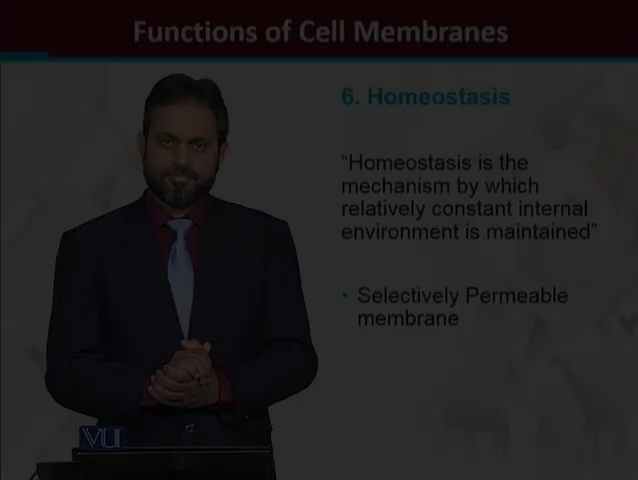 Functions of Cell Membranes
6. Homeostasis
“Homeostasis is the
mechanism by which
relatively constant internal
environment is maintained”
• Selectively Permeable
membrane
VU